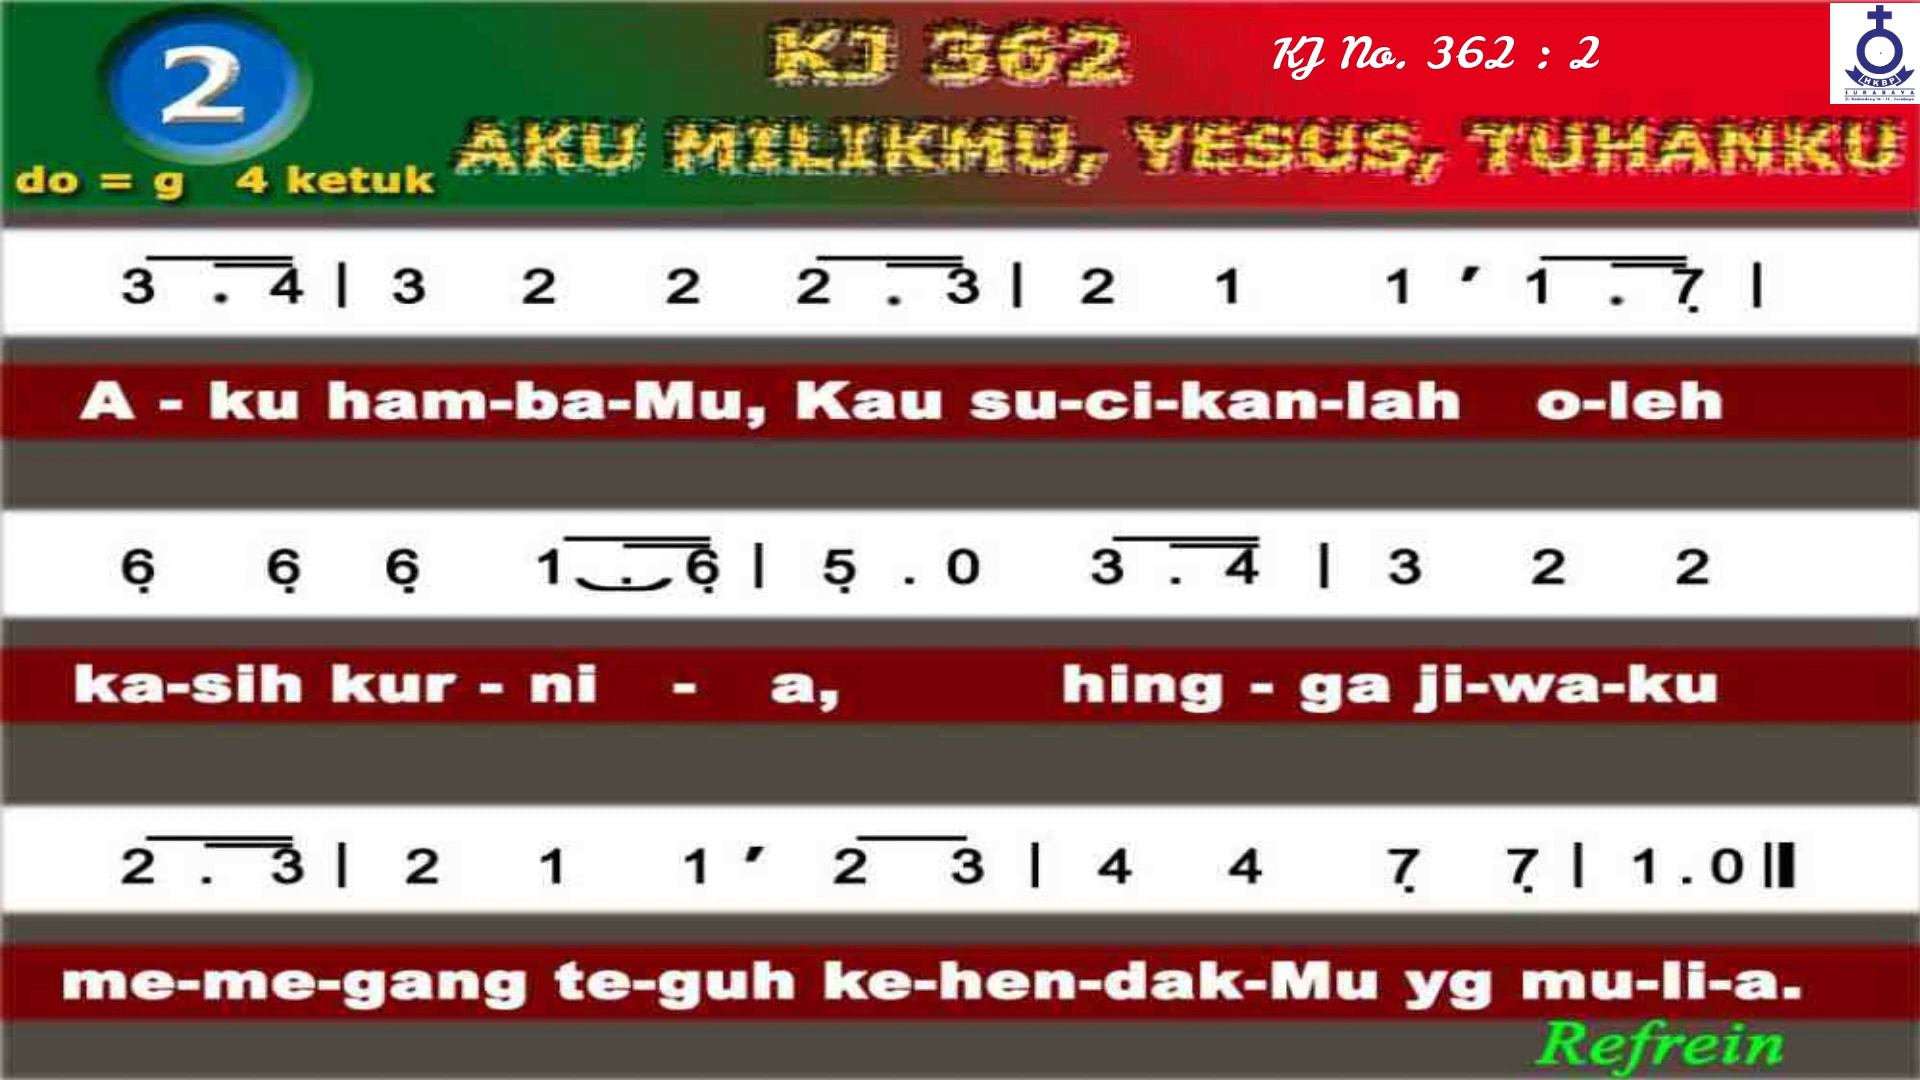 2
KJ 362
KJ No. 362 : 2
HKBP
SURABAYA
AKU MILIKMU, YESUS, TUHANKU
do = g 4 ketuk
3 . 4 | 3 2 2 2 . 3 | 2 1 1 ' 1 . 7̣ |
A - ku ham-ba-Mu, Kau su-ci-kan-lah o-leh
6̣ 6̣ 6̣ 1 . 6̣ | 5̣ . 0 3 . 4 | 3 2 2
ka-sih kur - ni - a, hing - ga ji-wa-ku
2 . 3 | 2 1 1 ' 2 3 | 4 4 7̣ 7̣ | 1 . 0 ||
me-me-gang te-guh ke-hen-dak-Mu yg mu-li-a.
Refrein